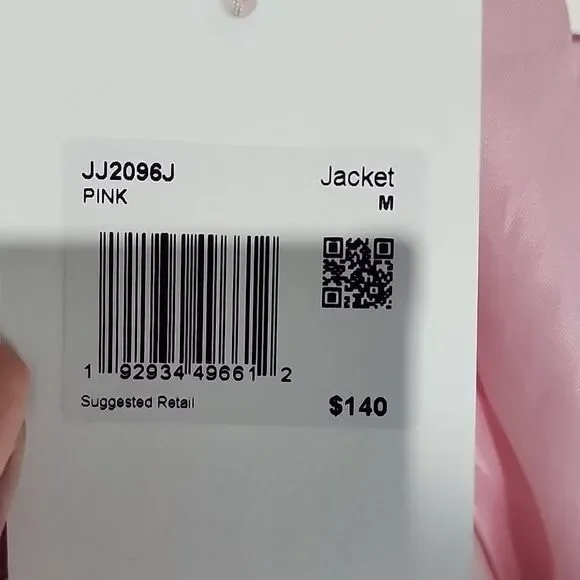 JJ2096J
PINK
Jacket
M
1 92934 49661 2
Suggested Retail
$140